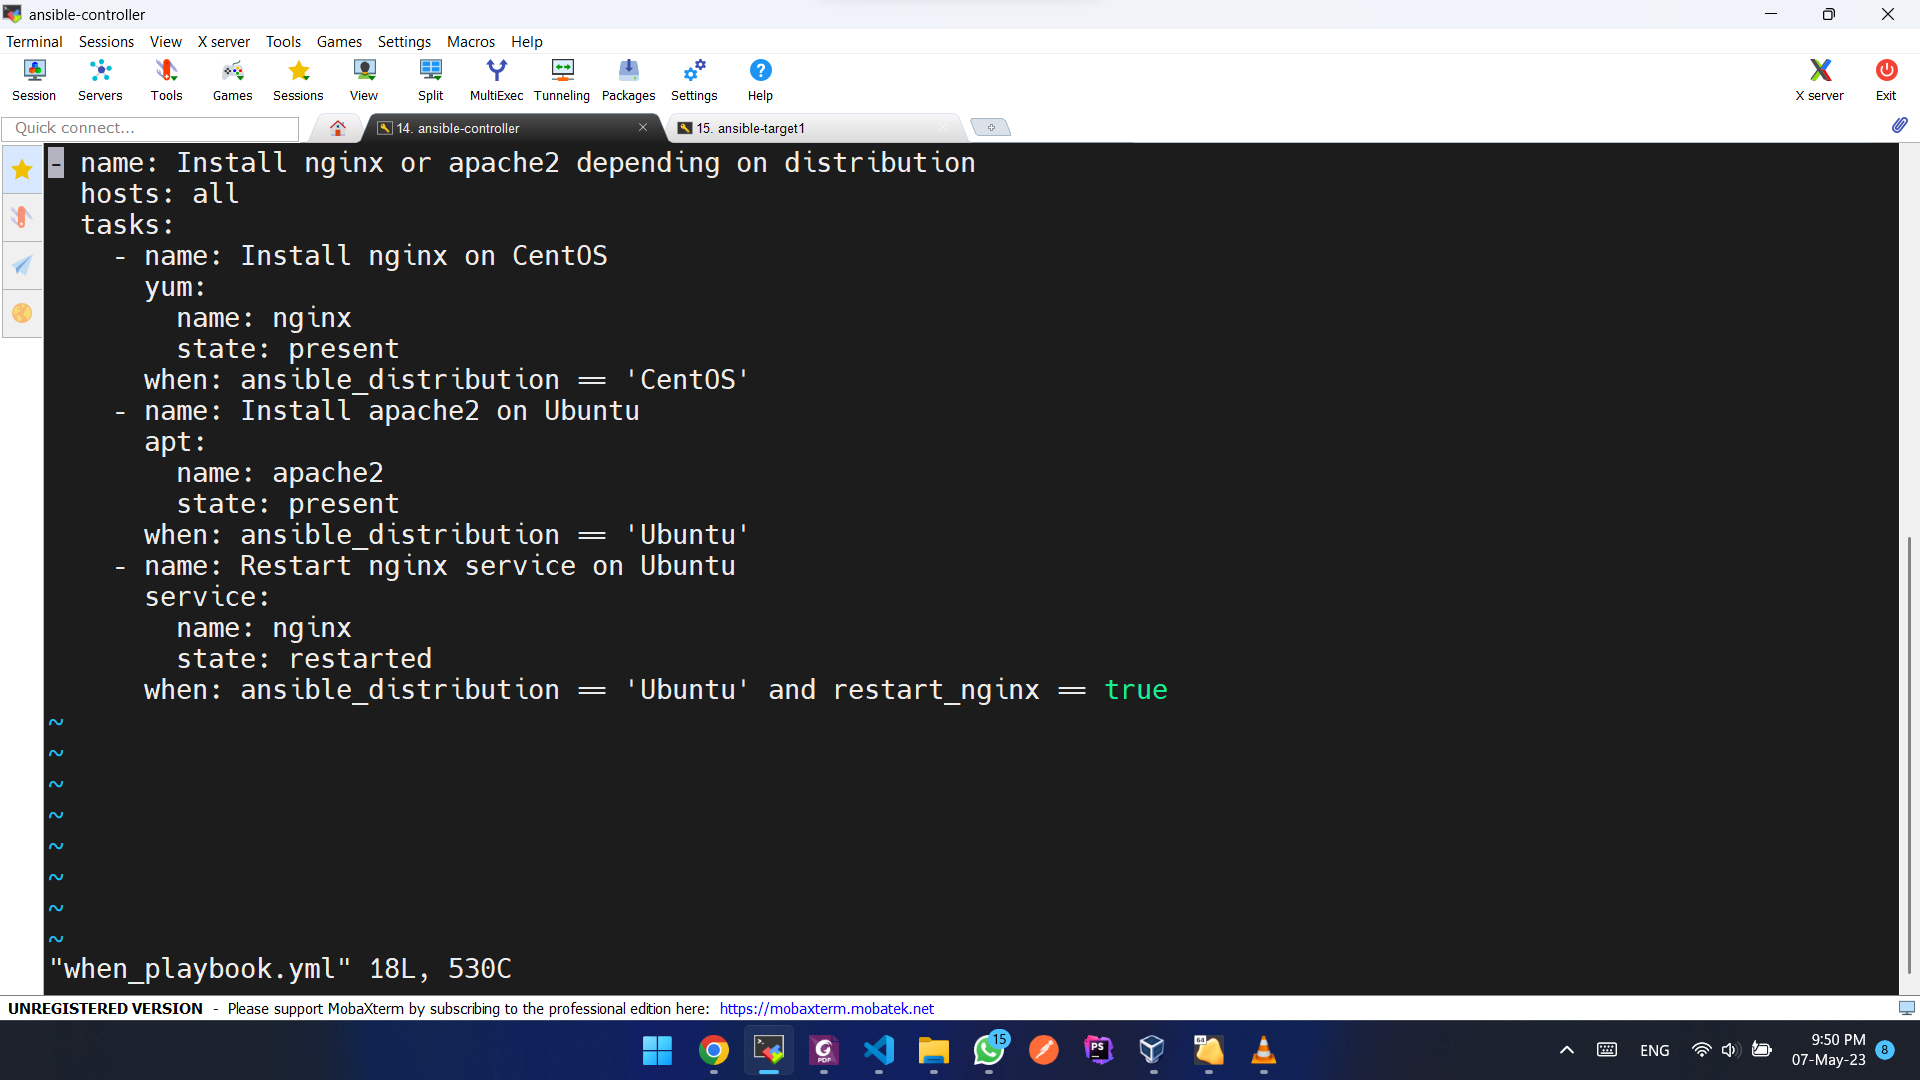 ansible-controller
Terminal Sessions View X server Tools Games Settings Macros Help
Session Servers Tools Games Sessions View Split MultiExec Tunneling Packages Settings Help X server Exit
Quick connect... 14. ansible-controller 15. ansible-target1
- name: Install nginx or apache2 depending on distribution
  hosts: all
  tasks:
    - name: Install nginx on CentOS
      yum:
        name: nginx
        state: present
      when: ansible_distribution == 'CentOS'
    - name: Install apache2 on Ubuntu
      apt:
        name: apache2
        state: present
      when: ansible_distribution == 'Ubuntu'
    - name: Restart nginx service on Ubuntu
      service:
        name: nginx
        state: restarted
      when: ansible_distribution == 'Ubuntu' and restart_nginx == true
~
~
~
~
~
~
~
~
"when_playbook.yml" 18L, 530C
UNREGISTERED VERSION - Please support MobaXterm by subscribing to the professional edition here: https://mobaxterm.mobatek.net
PDF 15 PS 64 ENG 9:50 PM 8
07-May-23